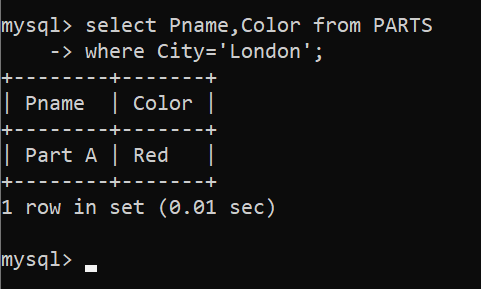 mysql> select Pname,Color from PARTS
    -> where City='London';
+--------+-------+
| Pname  | Color |
+--------+-------+
| Part A | Red   |
+--------+-------+
1 row in set (0.01 sec)

mysql>